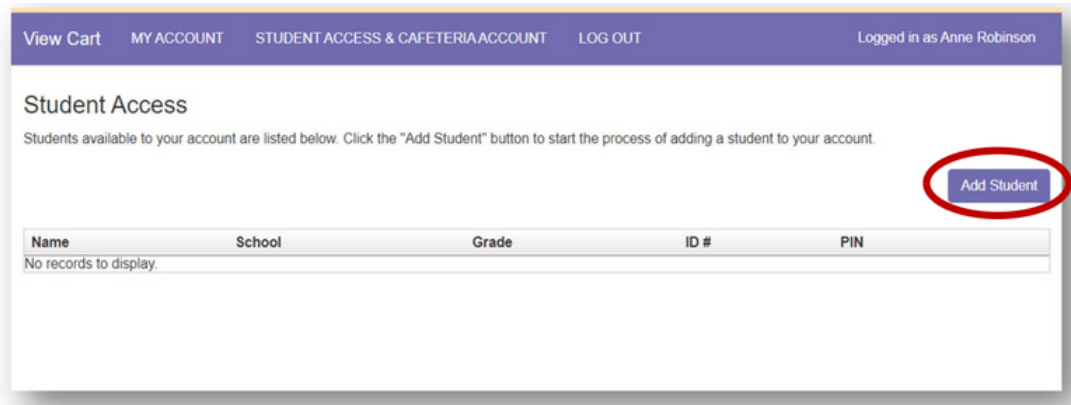 View Cart MY ACCOUNT STUDENT ACCESS & CAFETERIA ACCOUNT LOG OUT Logged in as Anne Robinson
Student Access
Students available to your account are listed below. Click the "Add Student" button to start the process of adding a student to your account.
Add Student
Name School Grade ID # PIN
No records to display.